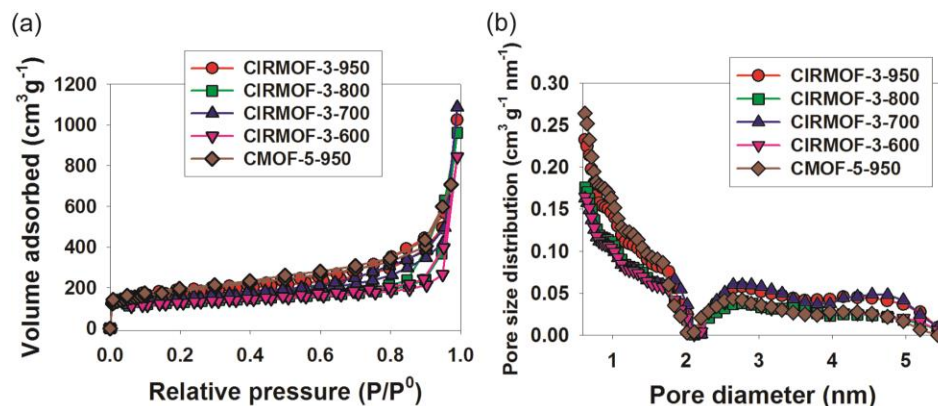 (a)
CIRMOF-3-950
CIRMOF-3-800
CIRMOF-3-700
CIRMOF-3-600
CMOF-5-950
Volume adsorbed (cm³g⁻¹)
1200
1000
800
600
400
200
0
0.0 0.2 0.4 0.6 0.8 1.0
Relative pressure (P/P⁰)
(b)
CIRMOF-3-950
CIRMOF-3-800
CIRMOF-3-700
CIRMOF-3-600
CMOF-5-950
Pore size distribution (cm³ g⁻¹ nm⁻¹)
0.30
0.25
0.20
0.15
0.10
0.05
0.00
1 2 3 4 5
Pore diameter (nm)